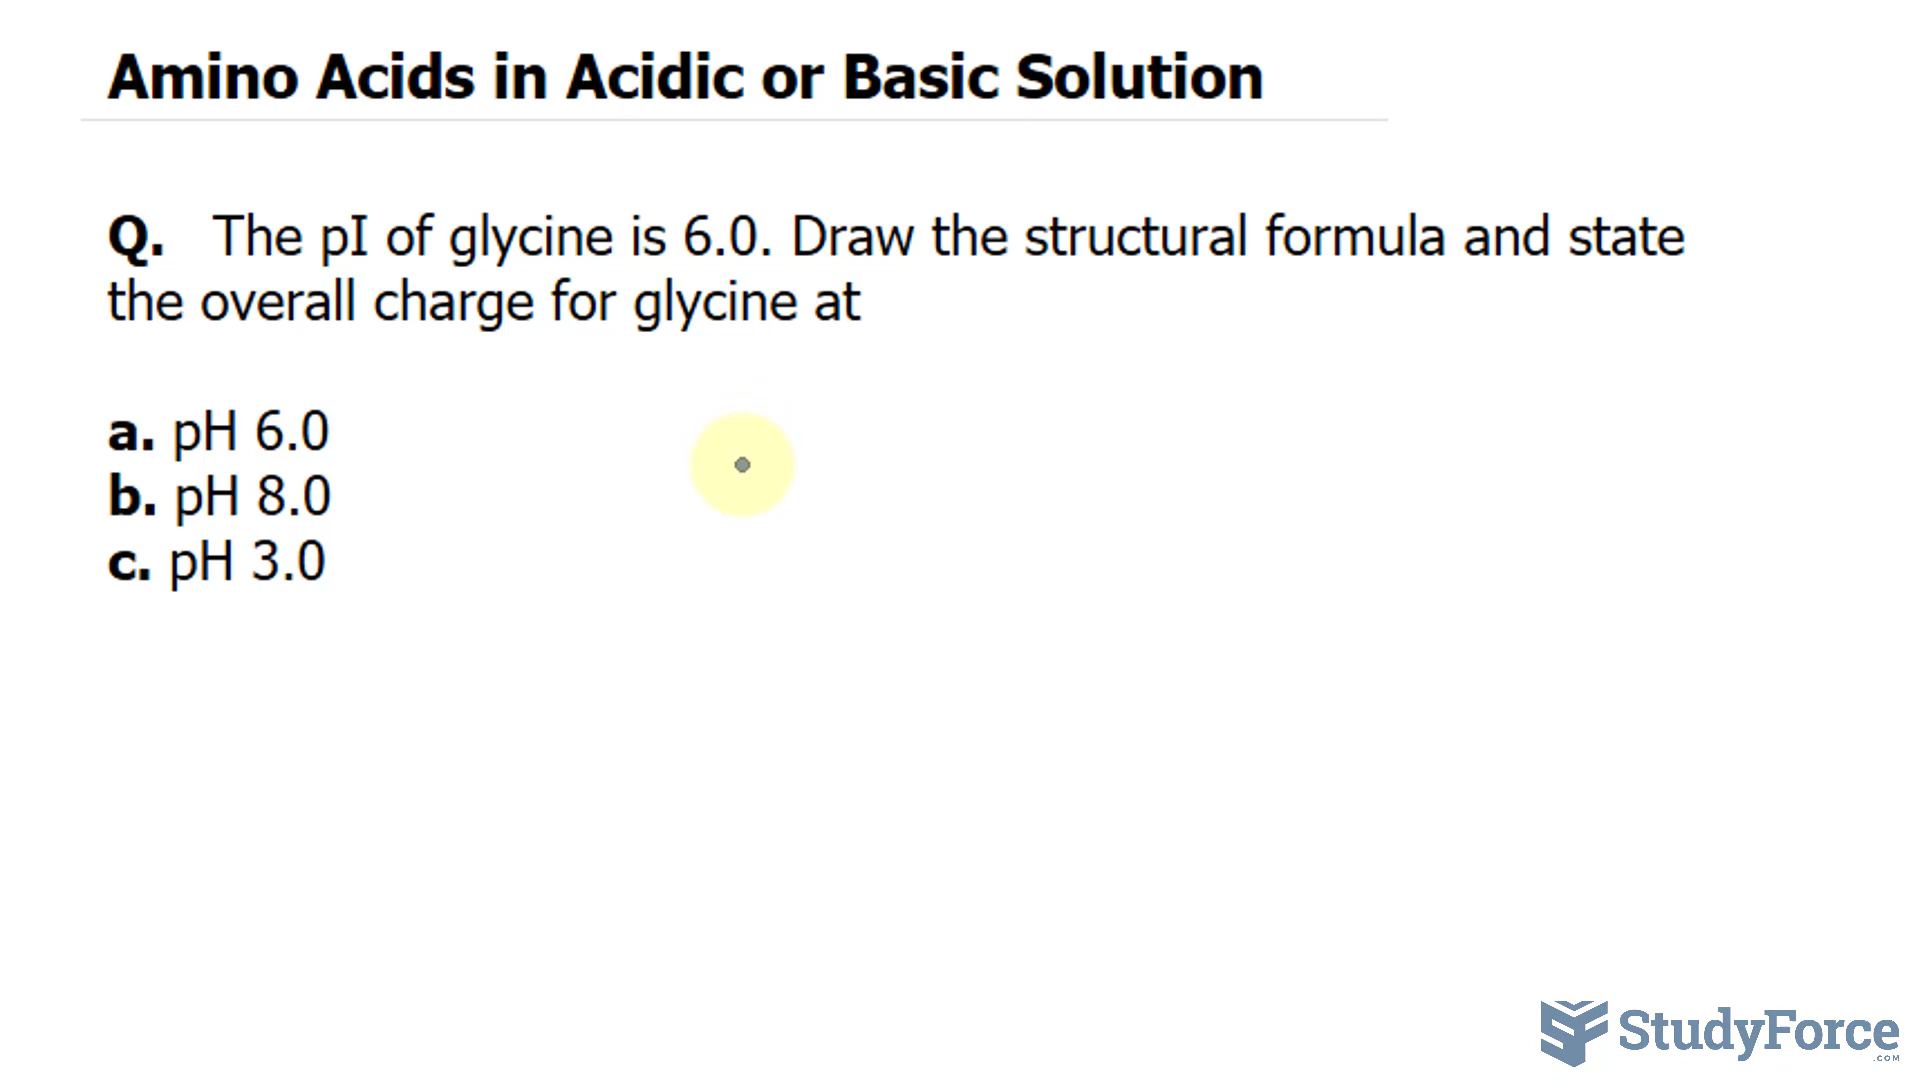 Amino Acids in Acidic or Basic Solution
Q. The pI of glycine is 6.0. Draw the structural formula and state
the overall charge for glycine at
a. pH 6.0
b. pH 8.0
c. pH 3.0
StudyForce
.COM